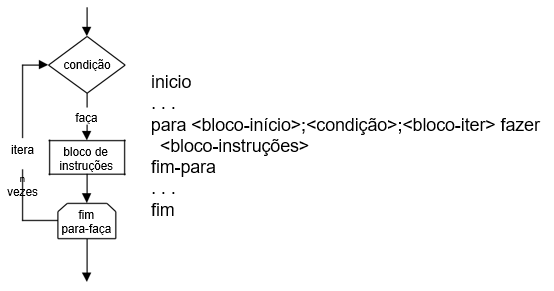 condição
faça
itera
n
vezes
bloco de
instruções
fim
para-faça
inicio
. . .
para <bloco-início>;<condição>;<bloco-iter> fazer
<bloco-instruções>
fim-para
. . .
fim